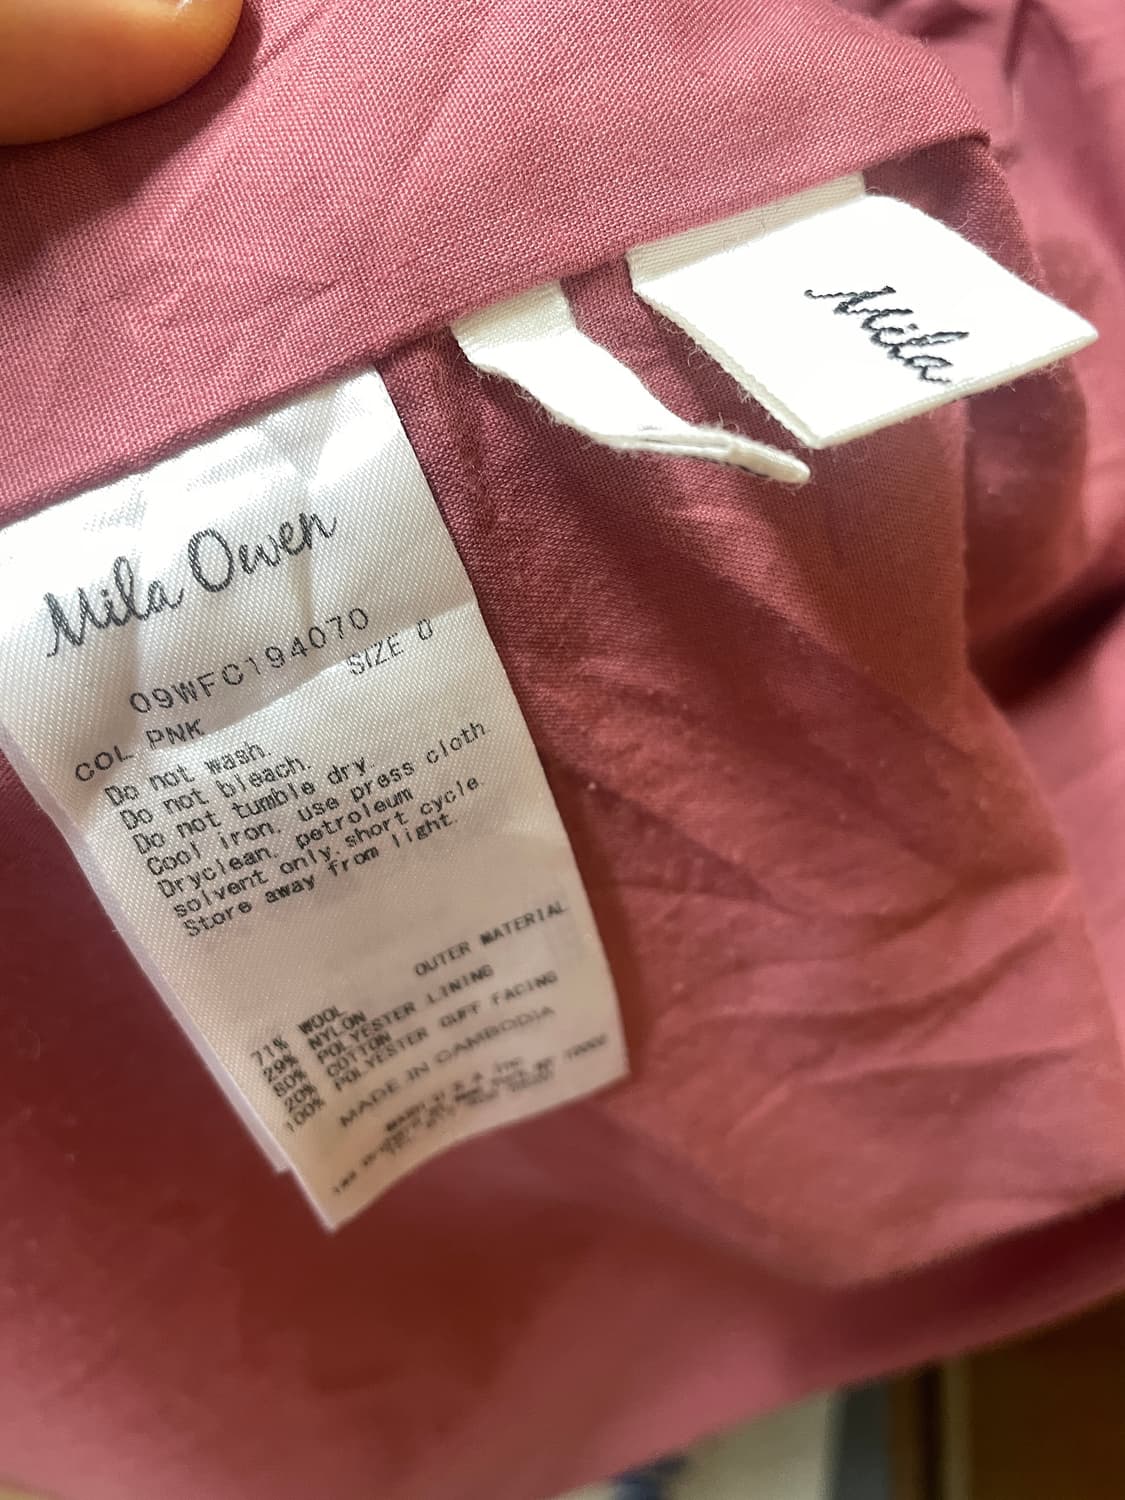 Mila
Mila Owen
09WFC194070
SIZE 0
COL PNK
Do not wash.
Do not bleach.
Do not tumble dry.
Cool iron, use press cloth.
Dryclean, petroleum
solvent only.short cycle.
Store away from light.
OUTER MATERIAL
71% WOOL
29% NYLON
POLYESTER LINING
80% COTTON
20% POLYESTER CUFF FACING
100%
MADE IN CAMBODIA